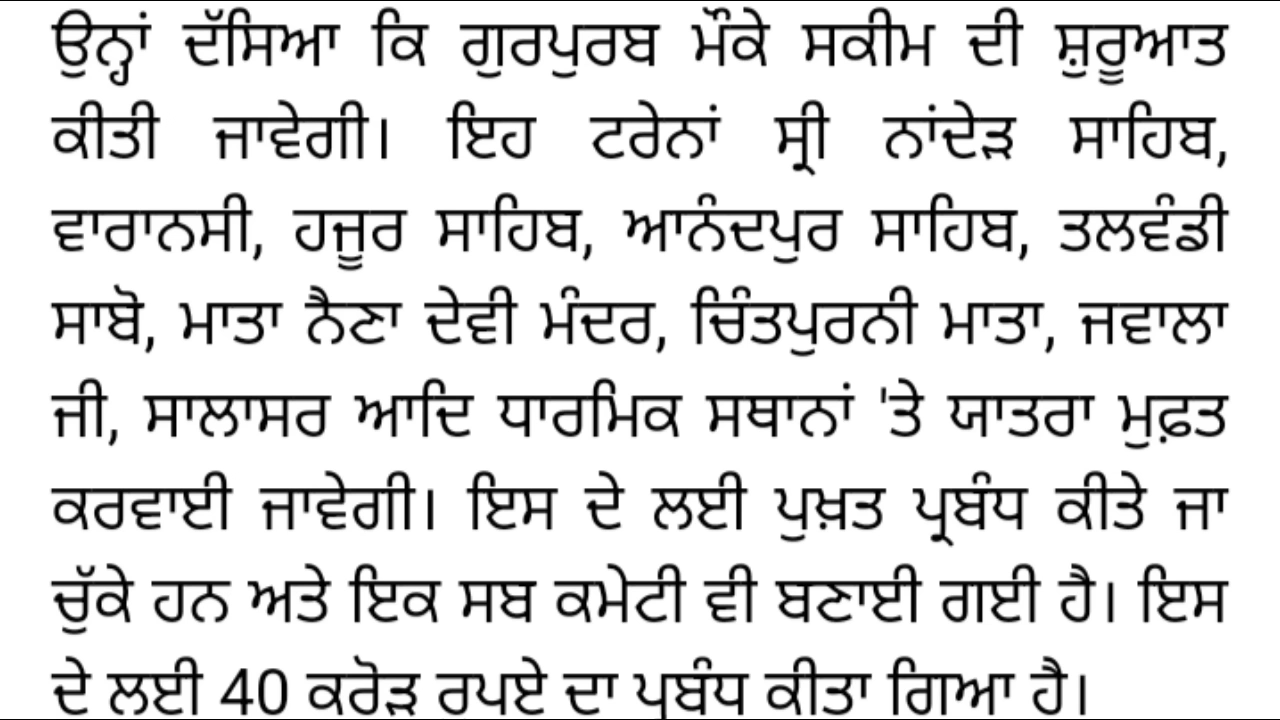 ਉਨ੍ਹਾਂ ਦੱਸਿਆ ਕਿ ਗੁਰਪੁਰਬ ਮੌਕੇ ਸਕੀਮ ਦੀ ਸ਼ੁਰੂਆਤ
ਕੀਤੀ ਜਾਵੇਗੀ। ਇਹ ਟਰੇਨਾਂ ਸ੍ਰੀ ਨਾਂਦੇੜ ਸਾਹਿਬ,
ਵਾਰਾਨਸੀ, ਹਜੂਰ ਸਾਹਿਬ, ਆਨੰਦਪੁਰ ਸਾਹਿਬ, ਤਲਵੰਡੀ
ਸਾਬੋ, ਮਾਤਾ ਨੈਣਾ ਦੇਵੀ ਮੰਦਰ, ਚਿੰਤਪੁਰਨੀ ਮਾਤਾ, ਜਵਾਲਾ
ਜੀ, ਸਾਲਾਸਰ ਆਦਿ ਧਾਰਮਿਕ ਸਥਾਨਾਂ 'ਤੇ ਯਾਤਰਾ ਮੁਫ਼ਤ
ਕਰਵਾਈ ਜਾਵੇਗੀ। ਇਸ ਦੇ ਲਈ ਪੁਖ਼ਤ ਪ੍ਰਬੰਧ ਕੀਤੇ ਜਾ
ਚੁੱਕੇ ਹਨ ਅਤੇ ਇਕ ਸਬ ਕਮੇਟੀ ਵੀ ਬਣਾਈ ਗਈ ਹੈ। ਇਸ
ਦੇ ਲਈ 40 ਕਰੋੜ ਰੁਪਏ ਦਾ ਪ੍ਰਬੰਧ ਕੀਤਾ ਗਿਆ ਹੈ।